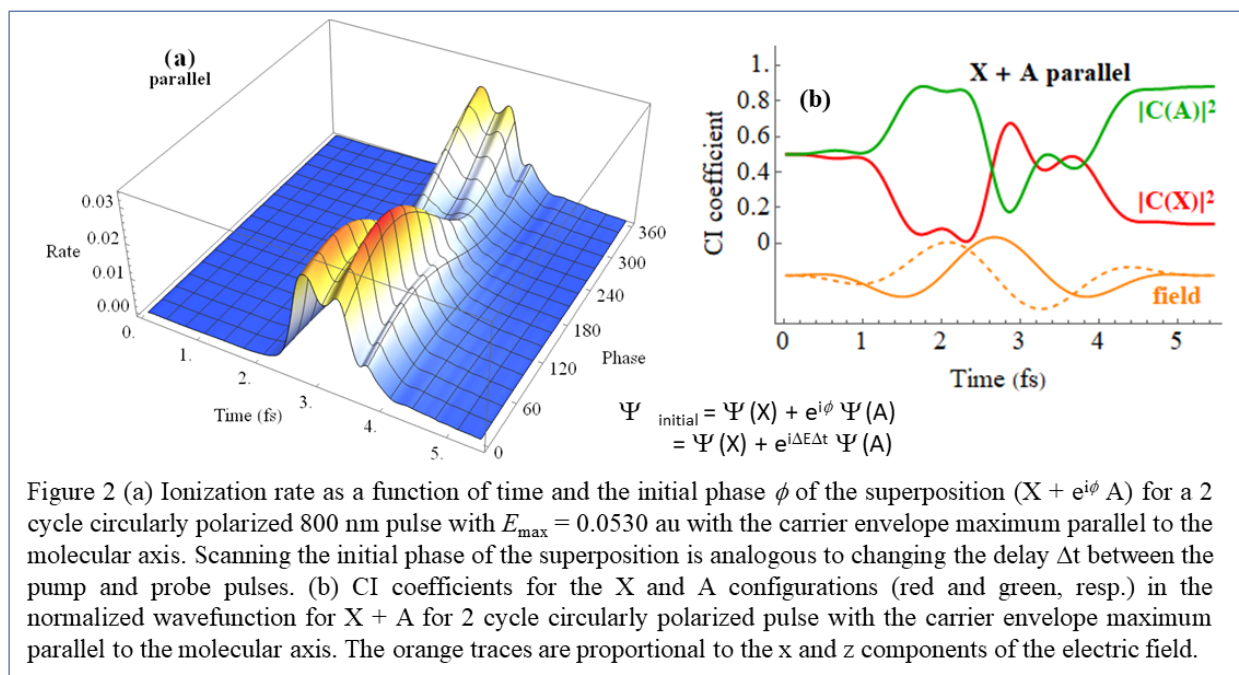 (a)
parallel
0.03
0.02
Rate
0.01
0.00
0.
1.
2.
Time (fs)
3.
4.
5.
0
60
120
Phase
180
240
300
360
X + A parallel
(b)
1.
0.8
|C(A)|²
0.6
CI coefficient
0.4
|C(X)|²
0.2
0
field
0 1 2 3 4 5
Time (fs)
Ψ initial = Ψ (X) + e^{iϕ} Ψ (A)
= Ψ (X) + e^{iΔEΔt} Ψ (A)
Figure 2 (a) Ionization rate as a function of time and the initial phase ϕ of the superposition (X + e^{iϕ} A) for a 2
cycle circularly polarized 800 nm pulse with E_{max} = 0.0530 au with the carrier envelope maximum parallel to the
molecular axis. Scanning the initial phase of the superposition is analogous to changing the delay Δt between the
pump and probe pulses. (b) CI coefficients for the X and A configurations (red and green, resp.) in the
normalized wavefunction for X + A for 2 cycle circularly polarized pulse with the carrier envelope maximum
parallel to the molecular axis. The orange traces are proportional to the x and z components of the electric field.